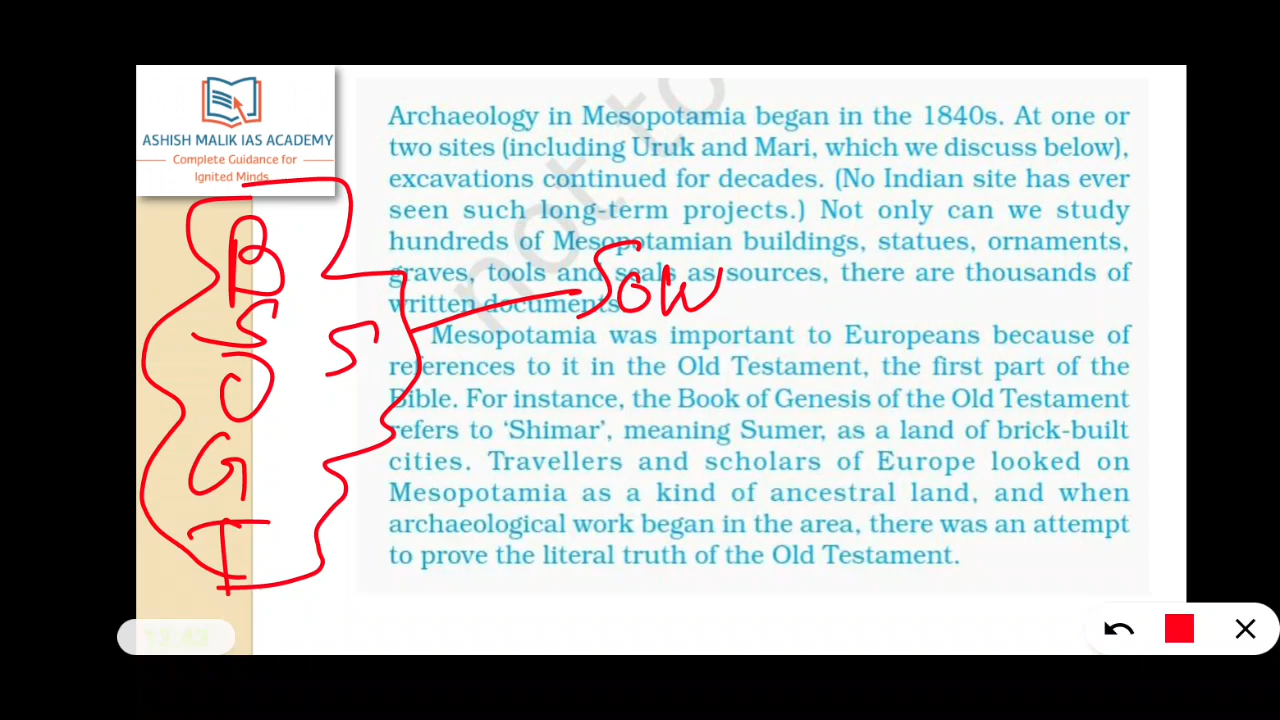 ASHISH MALIK IAS ACADEMY
Complete Guidance for
Ignited Minds
Archaeology in Mesopotamia began in the 1840s. At one or
two sites (including Uruk and Mari, which we discuss below),
excavations continued for decades. (No Indian site has ever
seen such long-term projects.) Not only can we study
hundreds of Mesopotamian buildings, statues, ornaments,
graves, tools and seals as sources, there are thousands of
written documents.
Mesopotamia was important to Europeans because of
references to it in the Old Testament, the first part of the
Bible. For instance, the Book of Genesis of the Old Testament
refers to ‘Shimar’, meaning Sumer, as a land of brick-built
cities. Travellers and scholars of Europe looked on
Mesopotamia as a kind of ancestral land, and when
archaeological work began in the area, there was an attempt
to prove the literal truth of the Old Testament.
not to
B
S
O S
G
I
SOW